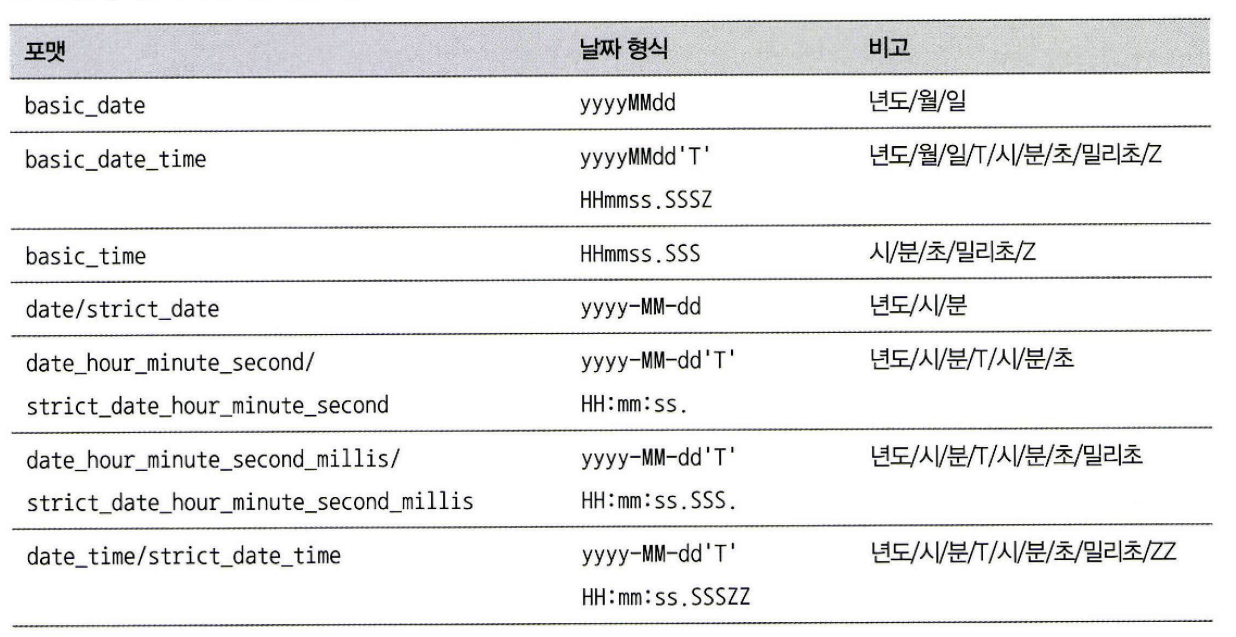 포맷 날짜 형식 비고
basic_date yyyyMMdd 년도/월/일
basic_date_time yyyyMMdd'T' 년도/월/일/T/시/분/초/밀리초/Z
HHmmss.SSSZ
basic_time HHmmss.SSS 시/분/초/밀리초/Z
date/strict_date yyyy-MM-dd 년도/시/분
date_hour_minute_second/ yyyy-MM-dd'T' 년도/시/분/T/시/분/초
strict_date_hour_minute_second HH:mm:ss.
date_hour_minute_second_millis/ yyyy-MM-dd'T' 년도/시/분/T/시/분/초/밀리초
strict_date_hour_minute_second_millis HH:mm:ss.SSS.
date_time/strict_date_time yyyy-MM-dd'T' 년도/시/분/T/시/분/초/밀리초/ZZ
HH:mm:ss.SSSZZ